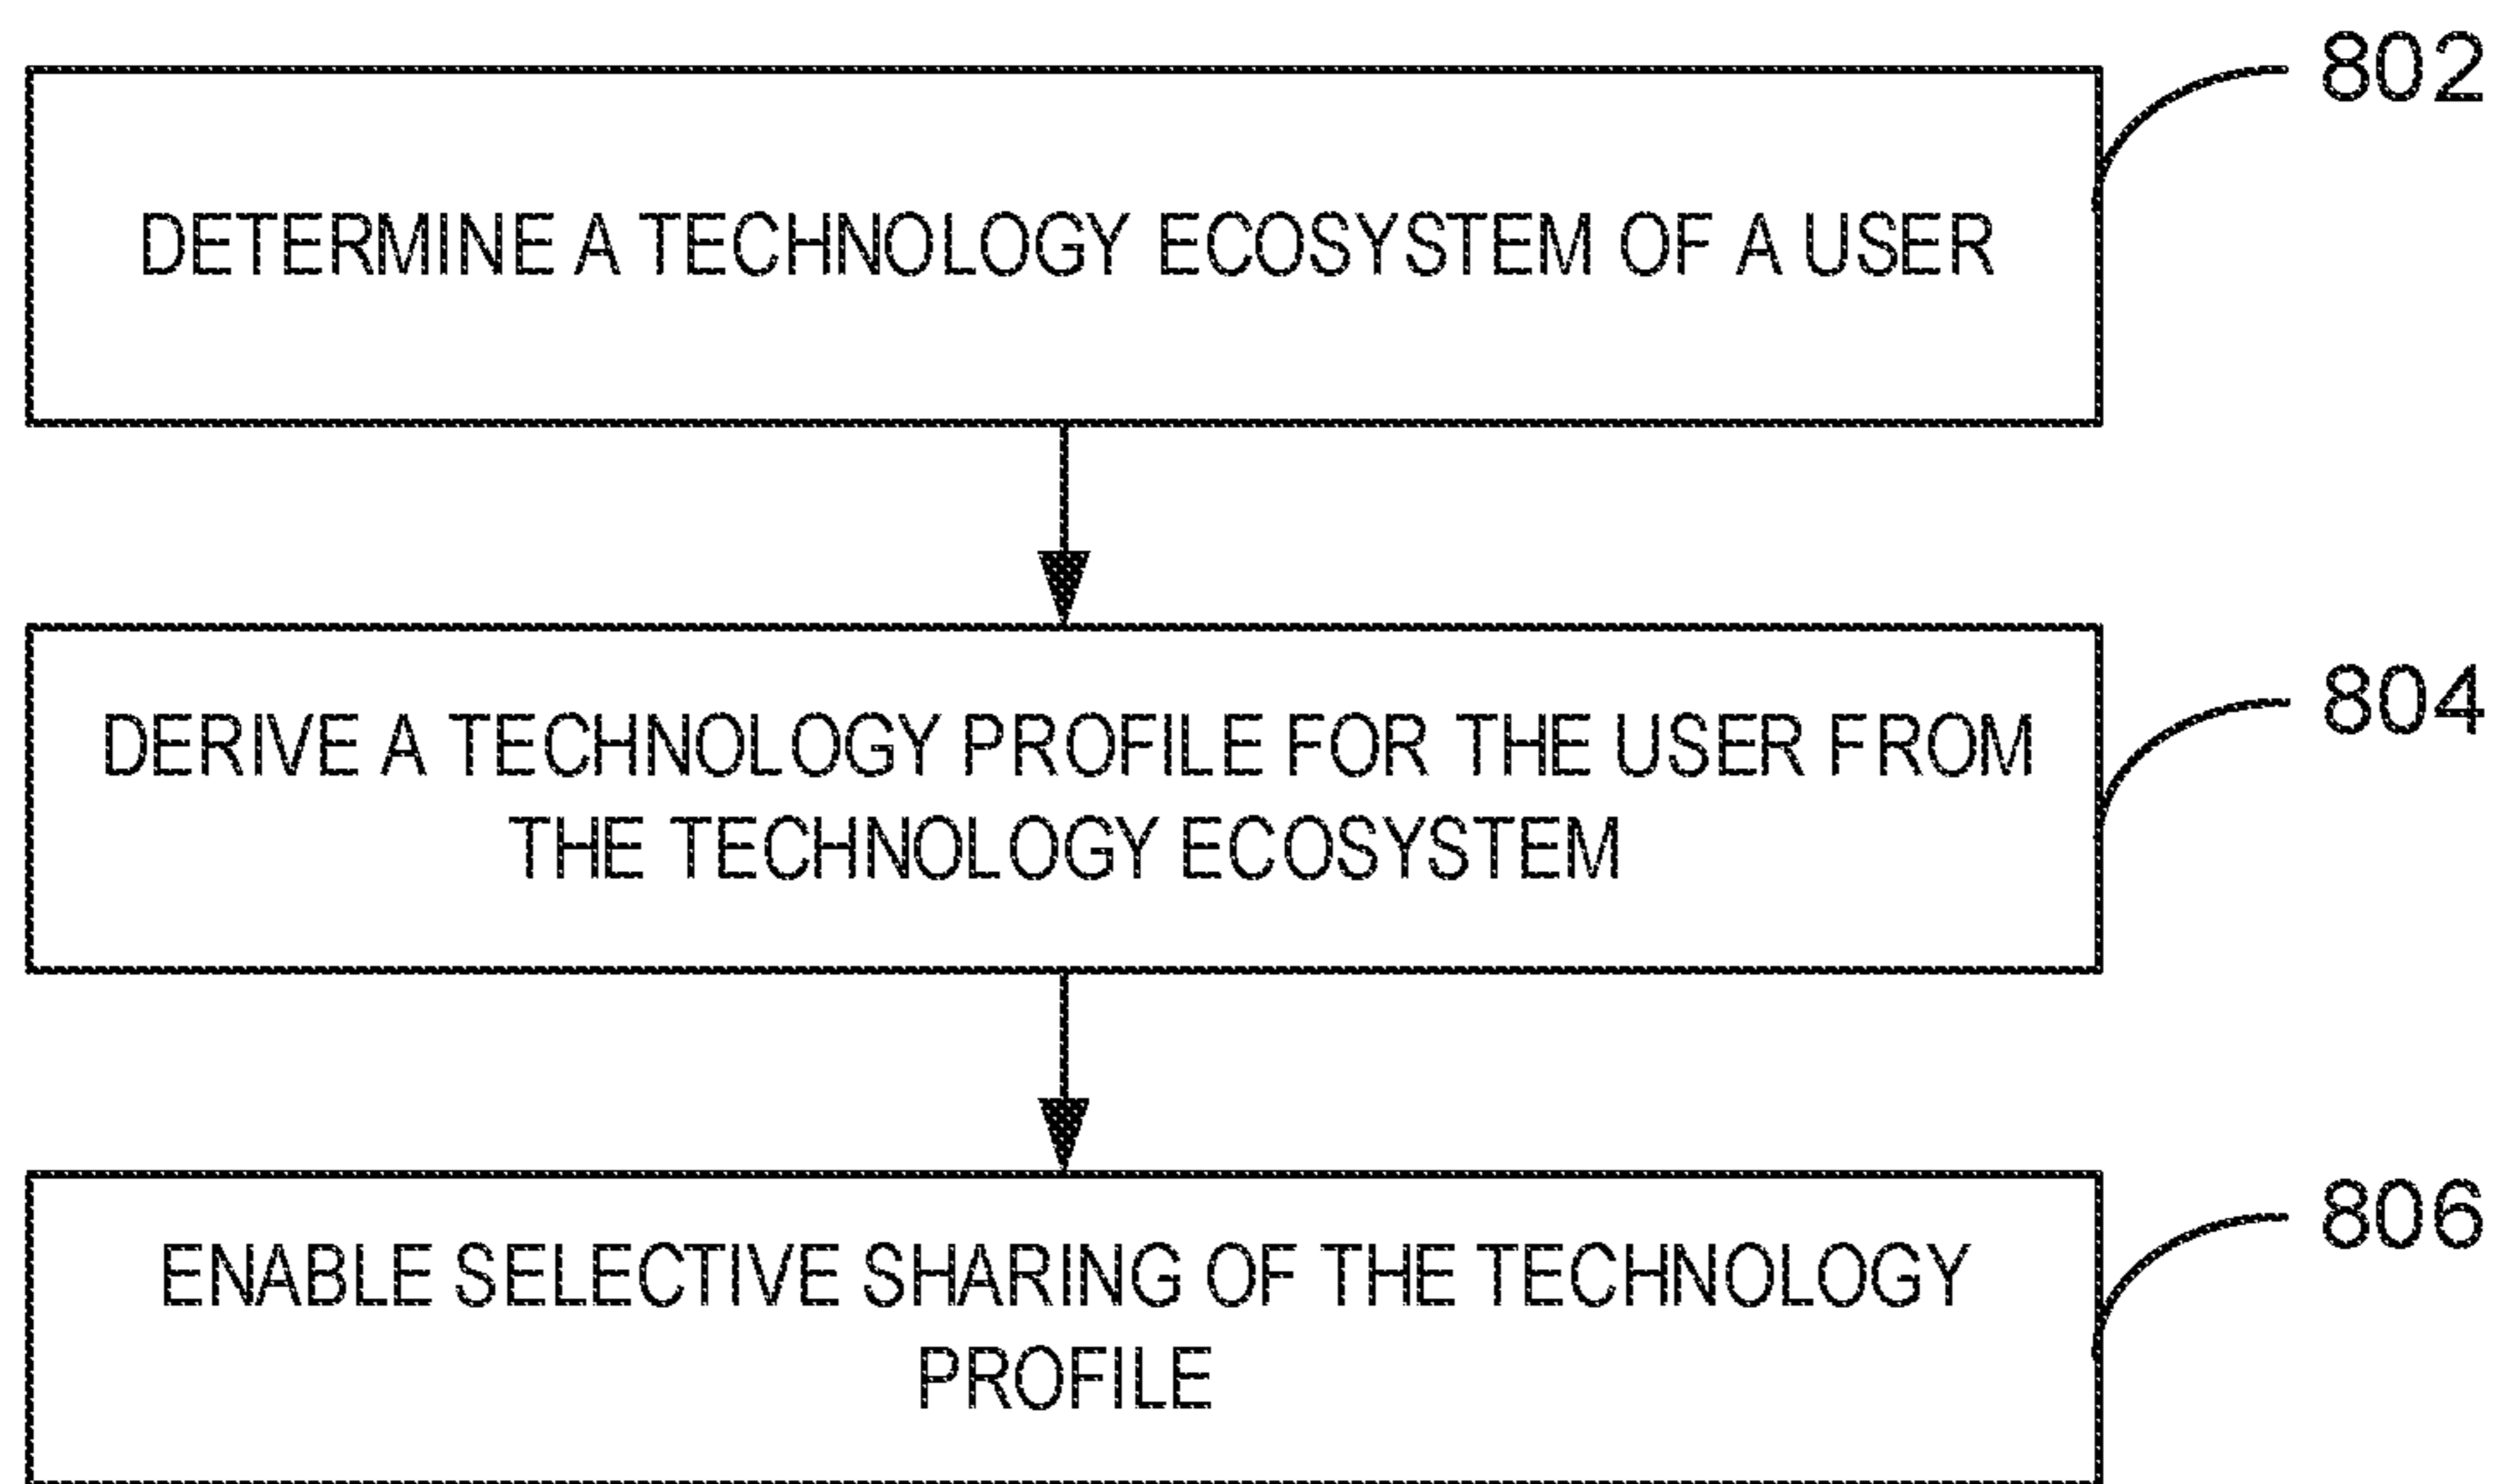 802
DETERMINE A TECHNOLOGY ECOSYSTEM OF A USER
804
DERIVE A TECHNOLOGY PROFILE FOR THE USER FROM
THE TECHNOLOGY ECOSYSTEM
806
ENABLE SELECTIVE SHARING OF THE TECHNOLOGY
PROFILE